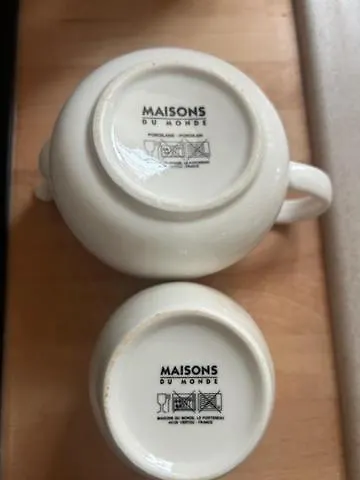 MAISONS
DU MONDE
PORCELAINE - PORCELAIN
MAISONS
DU MONDE
MAISONS DU MONDE, LE PORTEREAU
44120 VERTOU - FRANCE